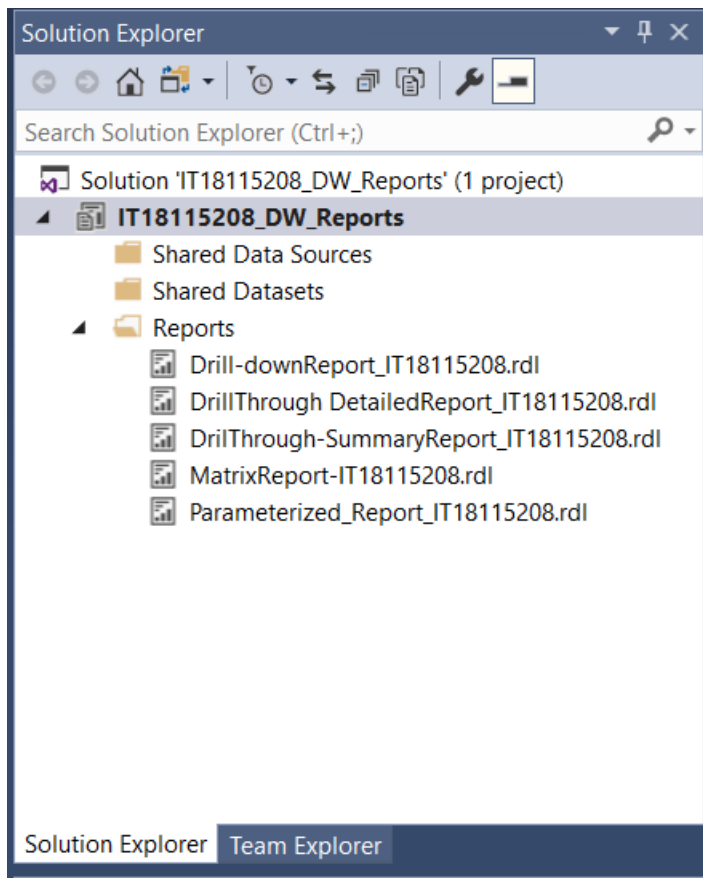 Solution Explorer
Search Solution Explorer (Ctrl+;)
Solution 'IT18115208_DW_Reports' (1 project)
IT18115208_DW_Reports
Shared Data Sources
Shared Datasets
Reports
Drill-downReport_IT18115208.rdl
DrillThrough DetailedReport_IT18115208.rdl
DrilThrough-SummaryReport_IT18115208.rdl
MatrixReport-IT18115208.rdl
Parameterized_Report_IT18115208.rdl
Solution Explorer Team Explorer